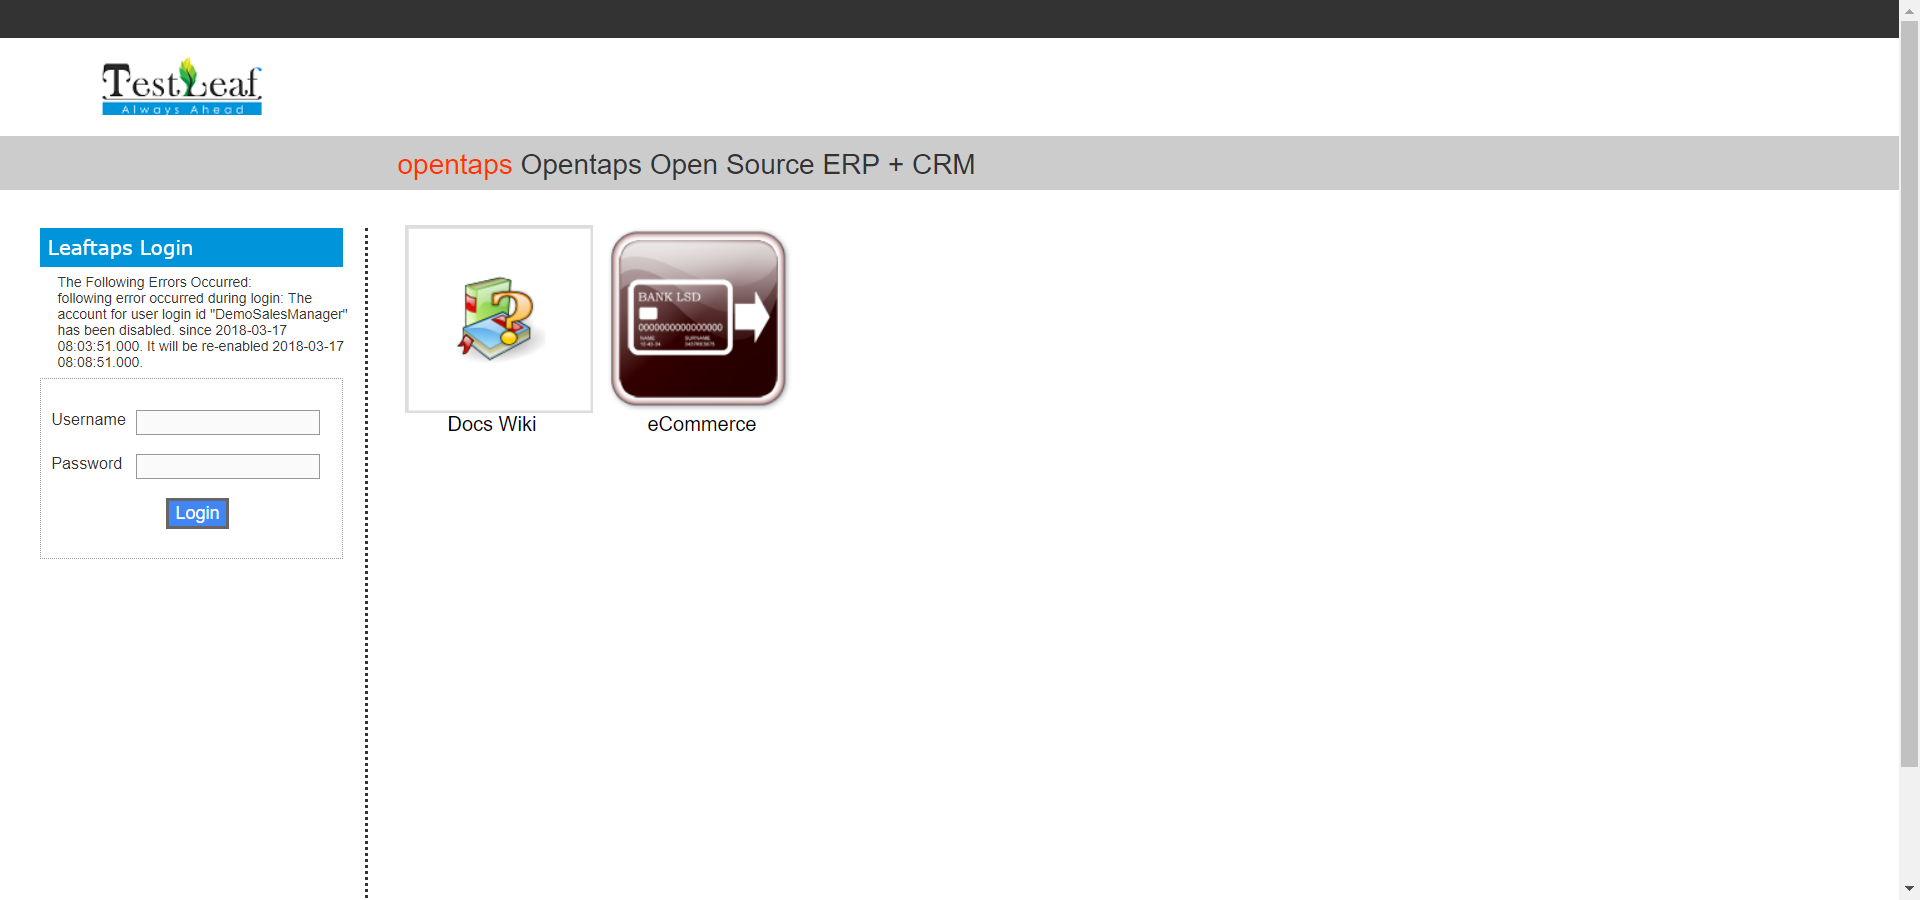 TestLeaf
Always Ahead
opentaps Opentaps Open Source ERP + CRM
Leaftaps Login
The Following Errors Occurred:
following error occurred during login: The
account for user login id "DemoSalesManager"
has been disabled. since 2018-03-17
08:03:51.000. It will be re-enabled 2018-03-17
08:08:51.000.
Username
Password
Login
BANK LSD
0000000000000000
NAME SURNAME
Docs Wiki
eCommerce